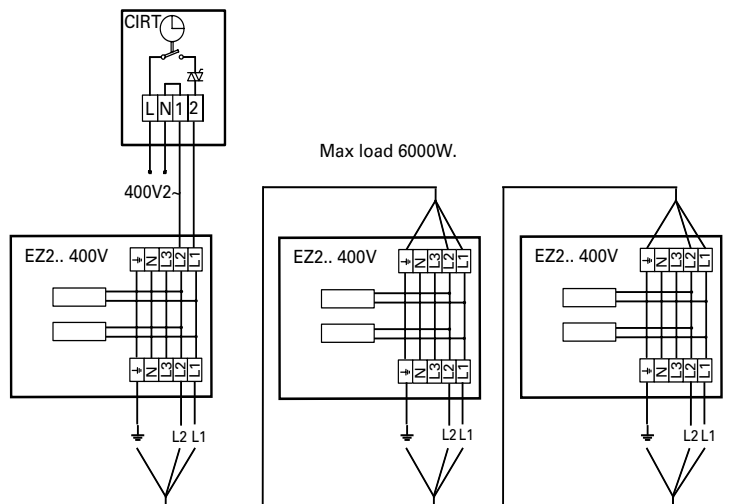 CIRT
L N 1 2
Max load 6000W.
400V2~
EZ2.. 400V
N L3 L2 L1
N L3 L2 L1
L2 L1
EZ2.. 400V
N L3 L2 L1
N L3 L2 L1
L2 L1
EZ2.. 400V
N L3 L2 L1
N L3 L2 L1
L2 L1